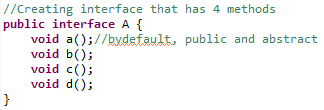 //Creating interface that has 4 methods
public interface A {
    void a();//bydefault, public and abstract
    void b();
    void c();
    void d();
}